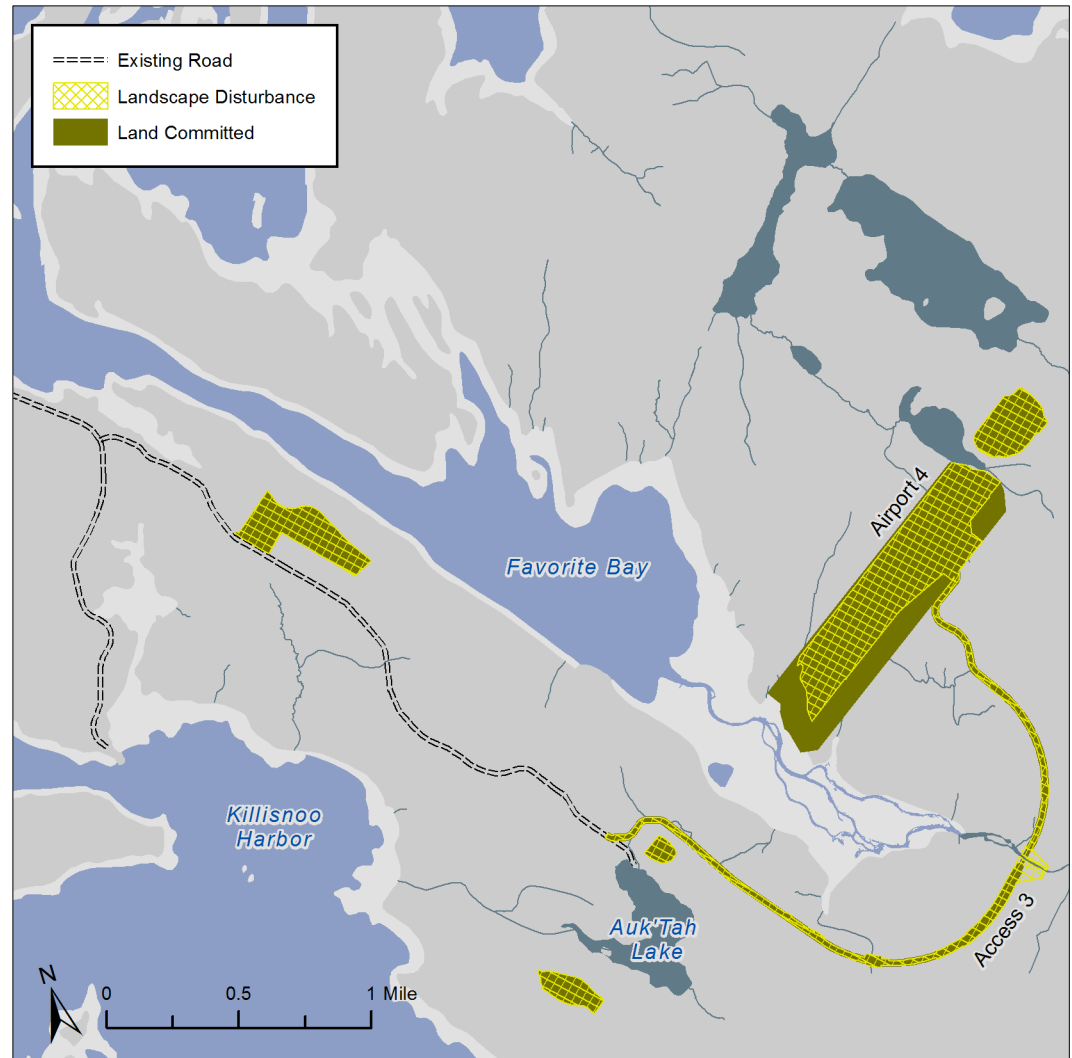 Existing Road
Landscape Disturbance
Land Committed
Airport 4
Favorite Bay
Killisnoo
Harbor
Auk'Tah
Lake
Access 3
N
0 0.5 1 Mile